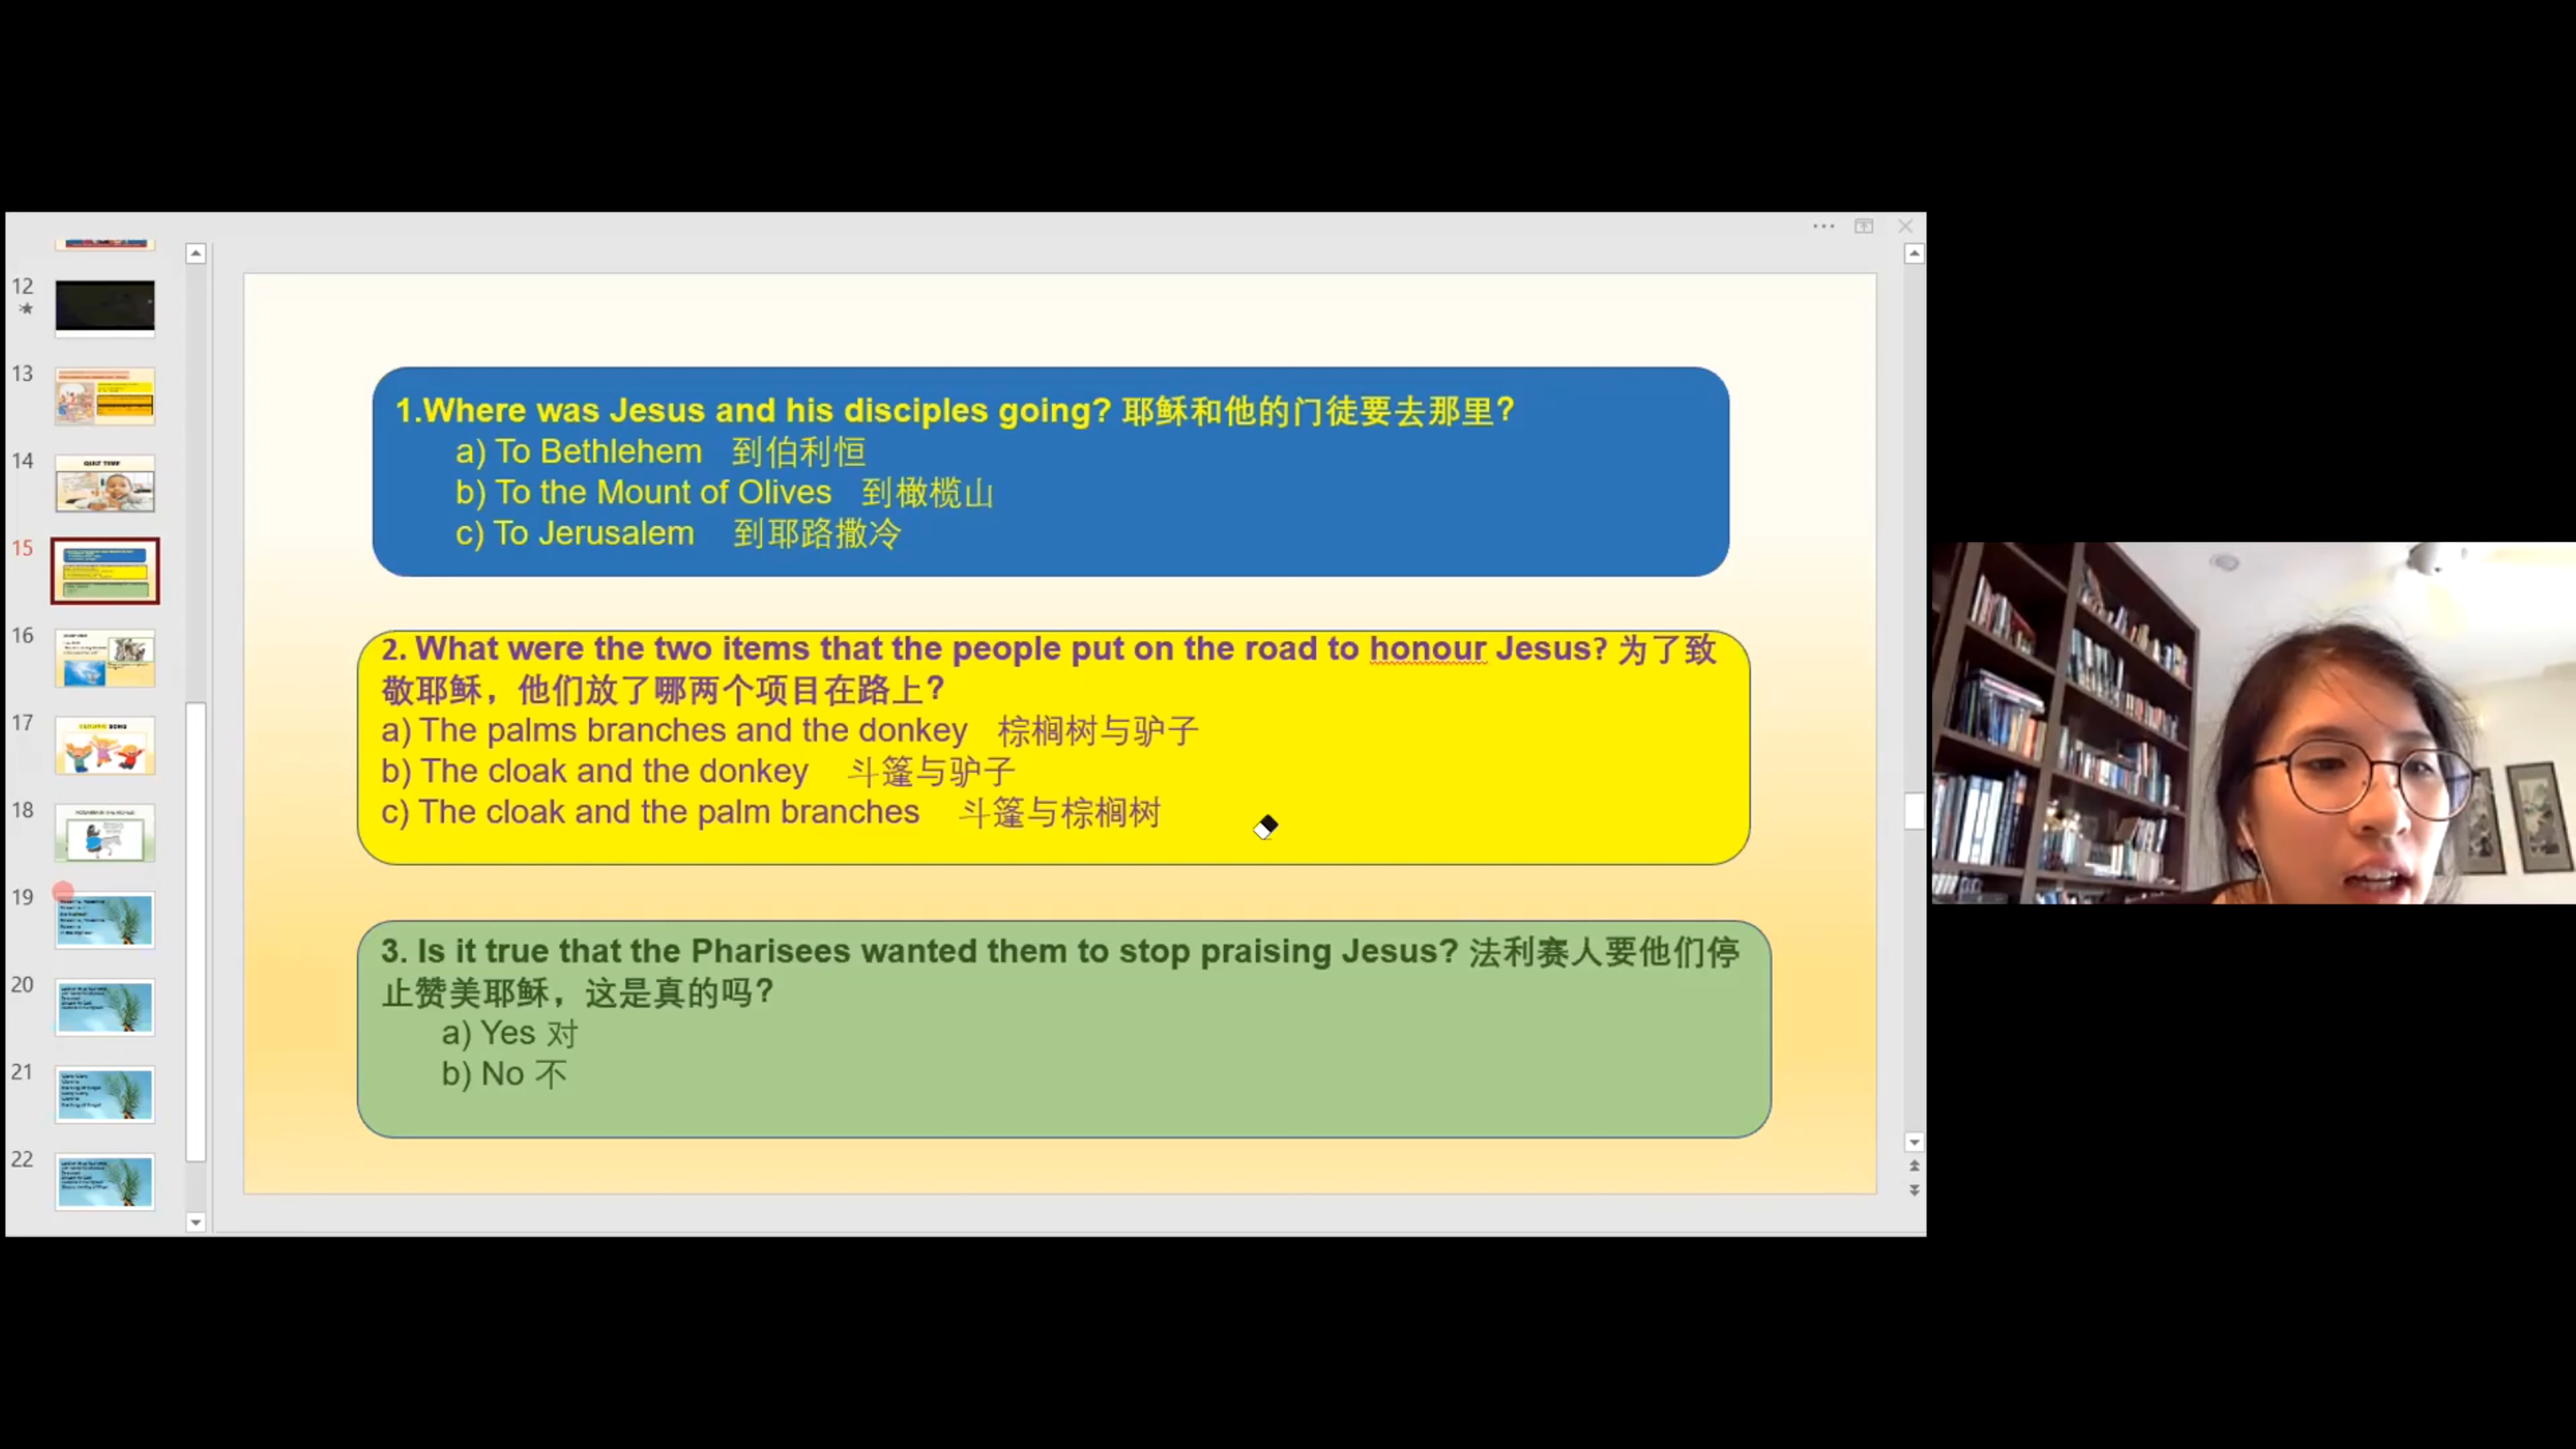 12
13
14
QUIET TIME
15
16
17
18
19
20
21
22
1.Where was Jesus and his disciples going? 耶稣和他的门徒要去那里?
a) To Bethlehem 到伯利恒
b) To the Mount of Olives 到橄榄山
c) To Jerusalem 到耶路撒冷
2. What were the two items that the people put on the road to honour Jesus? 为了致
敬耶稣，他们放了哪两个项目在路上?
a) The palms branches and the donkey 棕榈树与驴子
b) The cloak and the donkey 斗篷与驴子
c) The cloak and the palm branches 斗篷与棕榈树
3. Is it true that the Pharisees wanted them to stop praising Jesus? 法利赛人要他们停
止赞美耶稣，这是真的吗?
a) Yes 对
b) No 不